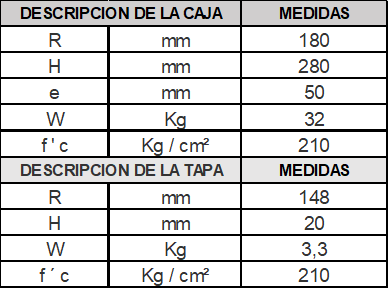 DESCRIPCION DE LA CAJA MEDIDAS
R mm 180
H mm 280
e mm 50
W Kg 32
f ' c Kg / cm² 210
DESCRIPCION DE LA TAPA MEDIDAS
R mm 148
H mm 20
W Kg 3,3
f ´ c Kg / cm² 210